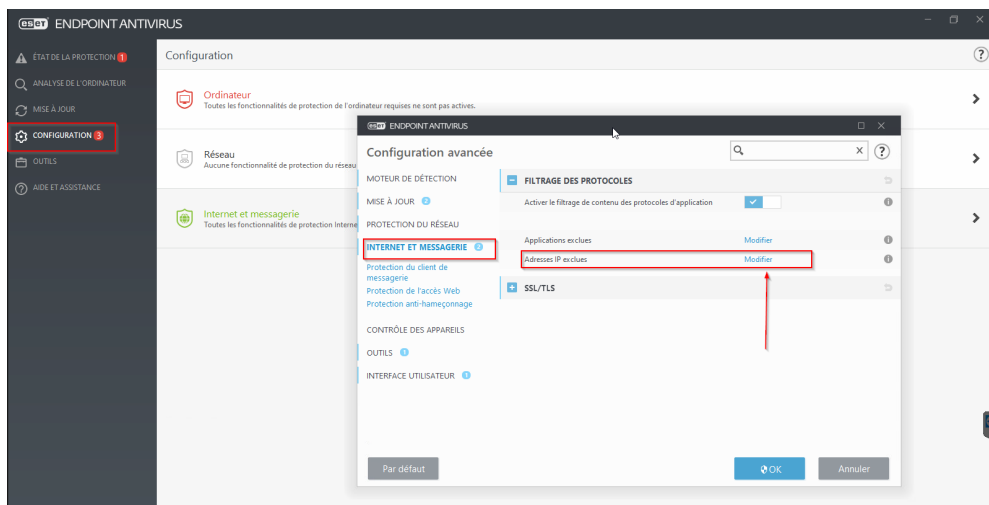 eset ENDPOINT ANTIVIRUS
ÉTAT DE LA PROTECTION 1
ANALYSE DE L'ORDINATEUR
MISE À JOUR
CONFIGURATION 3
OUTILS
AIDE ET ASSISTANCE
Configuration
?
Ordinateur
Toutes les fonctionnalités de protection de l'ordinateur requises ne sont pas actives.
Réseau
Aucune fonctionnalité de protection du réseau
Internet et messagerie
Toutes les fonctionnalités de protection Interne
eset ENDPOINT ANTIVIRUS
Configuration avancée
x
?
MOTEUR DE DÉTECTION
MISE À JOUR 2
PROTECTION DU RÉSEAU
INTERNET ET MESSAGERIE 2
Protection du client de
messagerie
Protection de l'accès Web
Protection anti-hameçonnage
CONTRÔLE DES APPAREILS
OUTILS 1
INTERFACE UTILISATEUR 1
FILTRAGE DES PROTOCOLES
Activer le filtrage de contenu des protocoles d'application
Applications exclues Modifier
Adresses IP exclues Modifier
SSL/TLS
Par défaut
OK
Annuler